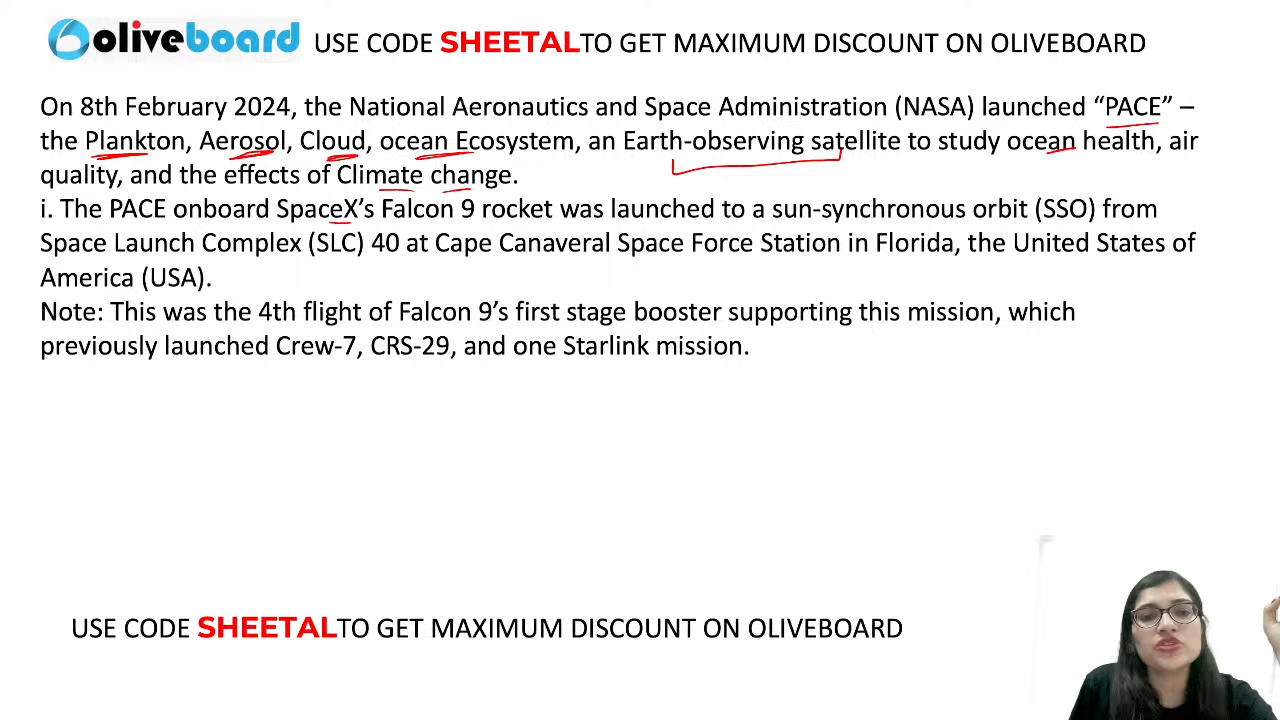 oliveboard USE CODE SHEETALTO GET MAXIMUM DISCOUNT ON OLIVEBOARD
On 8th February 2024, the National Aeronautics and Space Administration (NASA) launched “PACE” –
the Plankton, Aerosol, Cloud, ocean Ecosystem, an Earth-observing satellite to study ocean health, air
quality, and the effects of Climate change.
i. The PACE onboard SpaceX’s Falcon 9 rocket was launched to a sun-synchronous orbit (SSO) from
Space Launch Complex (SLC) 40 at Cape Canaveral Space Force Station in Florida, the United States of
America (USA).
Note: This was the 4th flight of Falcon 9’s first stage booster supporting this mission, which
previously launched Crew-7, CRS-29, and one Starlink mission.
USE CODE SHEETALTO GET MAXIMUM DISCOUNT ON OLIVEBOARD